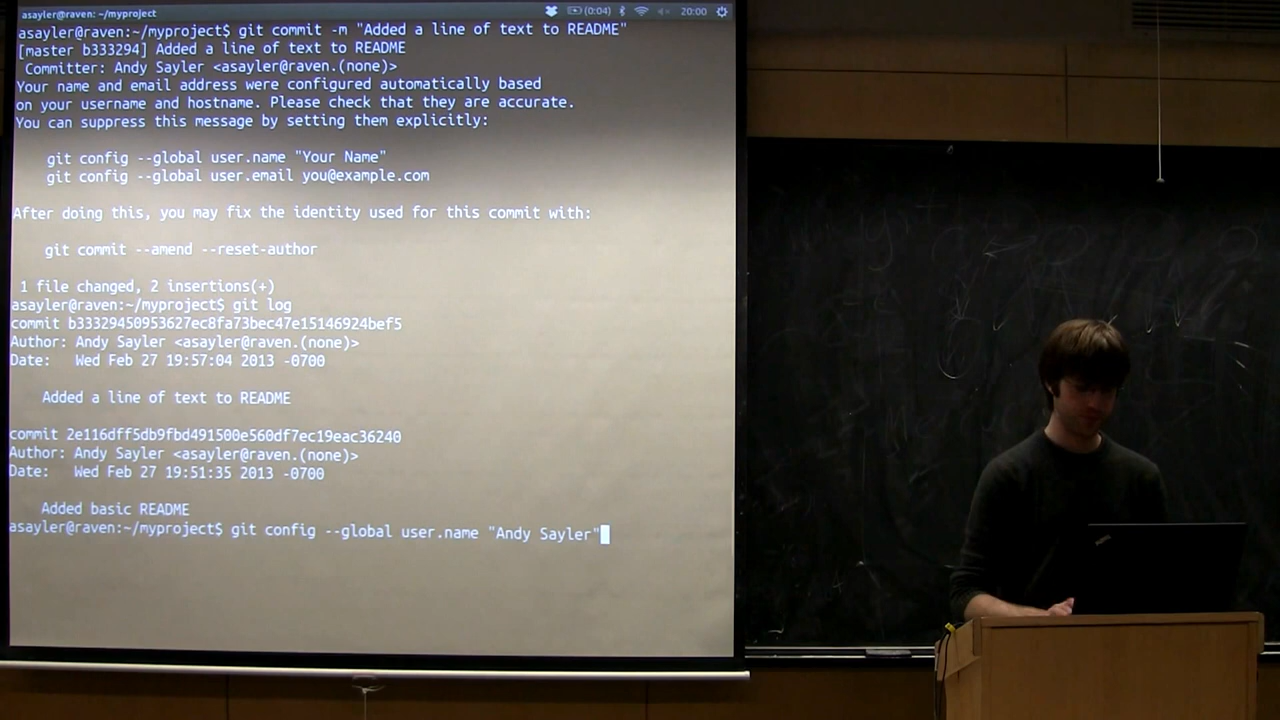 asayler@raven: ~/myproject
(0:04)
20:00
asayler@raven:~/myproject$ git commit -m "Added a line of text to README"
[master b333294] Added a line of text to README
Committer: Andy Sayler <asayler@raven.(none)>
Your name and email address were configured automatically based
on your username and hostname. Please check that they are accurate.
You can suppress this message by setting them explicitly:
git config --global user.name "Your Name"
git config --global user.email you@example.com
After doing this, you may fix the identity used for this commit with:
git commit --amend --reset-author
1 file changed, 2 insertions(+)
asayler@raven:~/myproject$ git log
commit b33329450953627ec8fa73bec47e15146924bef5
Author: Andy Sayler <asayler@raven.(none)>
Date: Wed Feb 27 19:57:04 2013 -0700
Added a line of text to README
commit 2e116dff5db9fbd491500e560df7ec19eac36240
Author: Andy Sayler <asayler@raven.(none)>
Date: Wed Feb 27 19:51:35 2013 -0700
Added basic README
asayler@raven:~/myproject$ git config --global user.name "Andy Sayler"